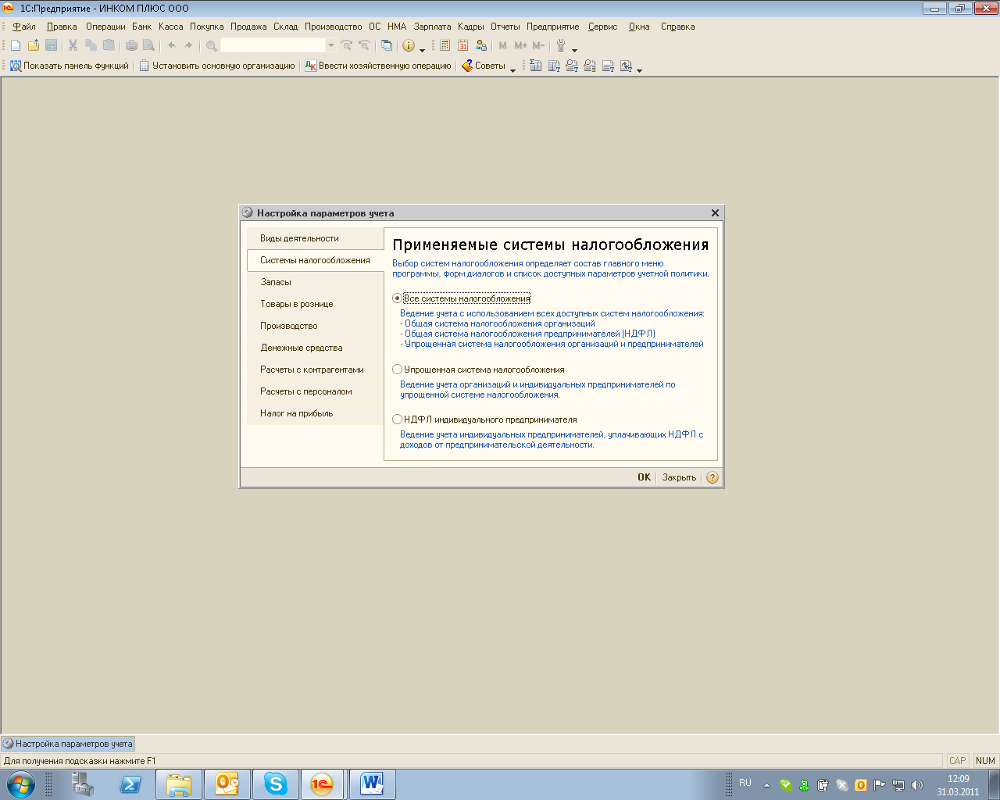 1С:Предприятие - ИНКОМ ПЛЮС ООО
Файл Правка Операции Банк Касса Покупка Продажа Склад Производство ОС НМА Зарплата Кадры Отчеты Предприятие Сервис Окна Справка
31 M M+ M-
Показать панель функций Установить основную организацию Ввести хозяйственную операцию Советы
Настройка параметров учета
Виды деятельности
Системы налогообложения
Запасы
Товары в рознице
Производство
Денежные средства
Расчеты с контрагентами
Расчеты с персоналом
Налог на прибыль
Применяемые системы налогообложения
Выбор систем налогообложения определяет состав главного меню
программы, форм диалогов и список доступных параметров учетной политики.
Все системы налогообложения
Ведение учета с использованием всех доступных систем налогообложения:
- Общая система налогообложения организаций
- Общая система налогообложения предпринимателей (НДФЛ)
- Упрощенная система налогообложения организаций и предпринимателей
Упрощенная система налогообложения
Ведение учета организаций и индивидуальных предпринимателей по
упрощенной системе налогообложения.
НДФЛ индивидуального предпринимателя
Ведение учета индивидуальных предпринимателей, уплачивающих НДФЛ с
доходов от предпринимательской деятельности.
OK Закрыть ?
Настройка параметров учета
Для получения подсказки нажмите F1
CAP NUM
RU
12:09
31.03.2011